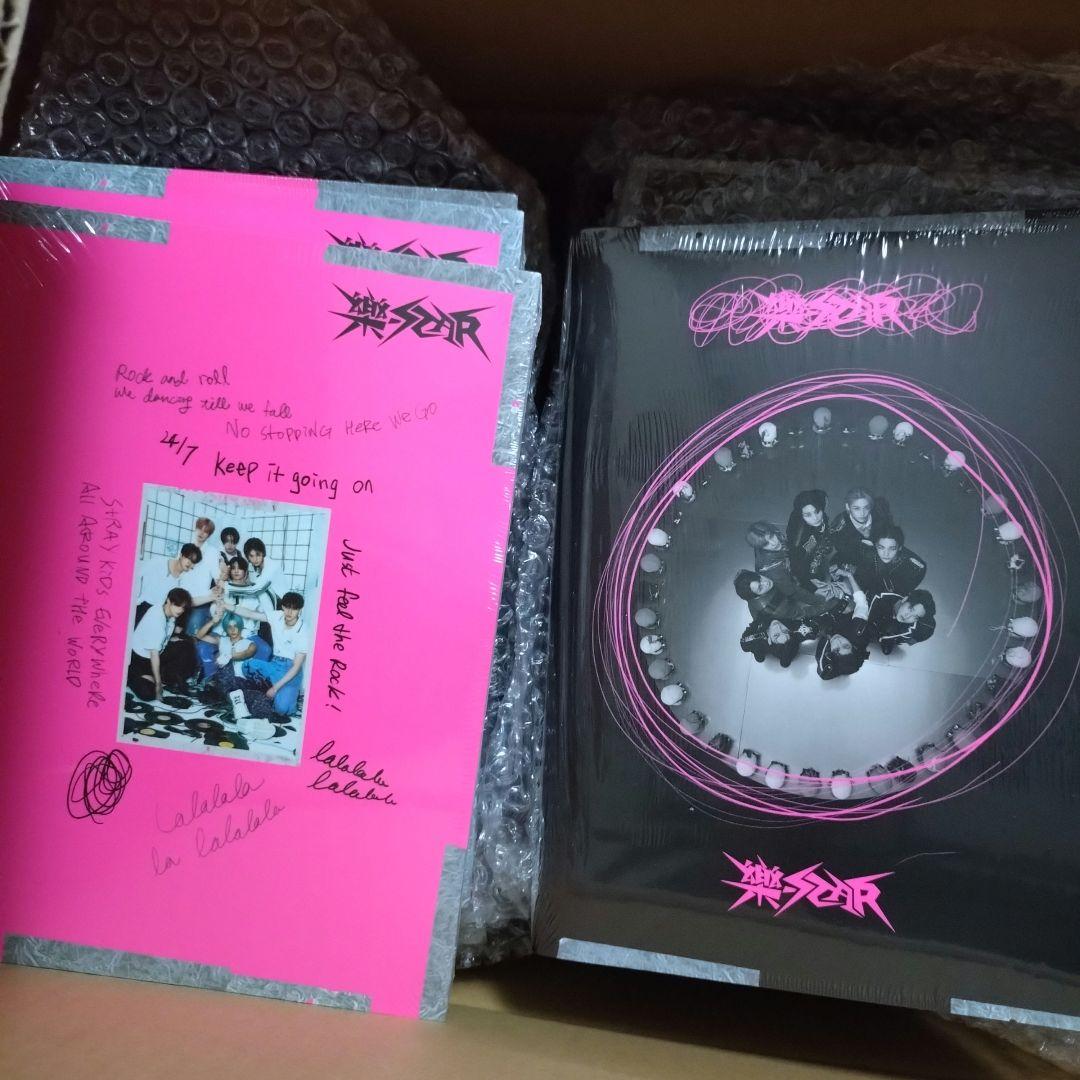 樂-STAR
樂-STAR
Rock and roll
We dancing till we fall
No stopping Here we Go
24/7
Keep it going on
STRAY KIDS EVERYWHERE
All AROUND THE WORLD
Just feel the Rock!
lalalala
lalalala
Lalalala
la lalalala
樂-STAR
樂-STAR